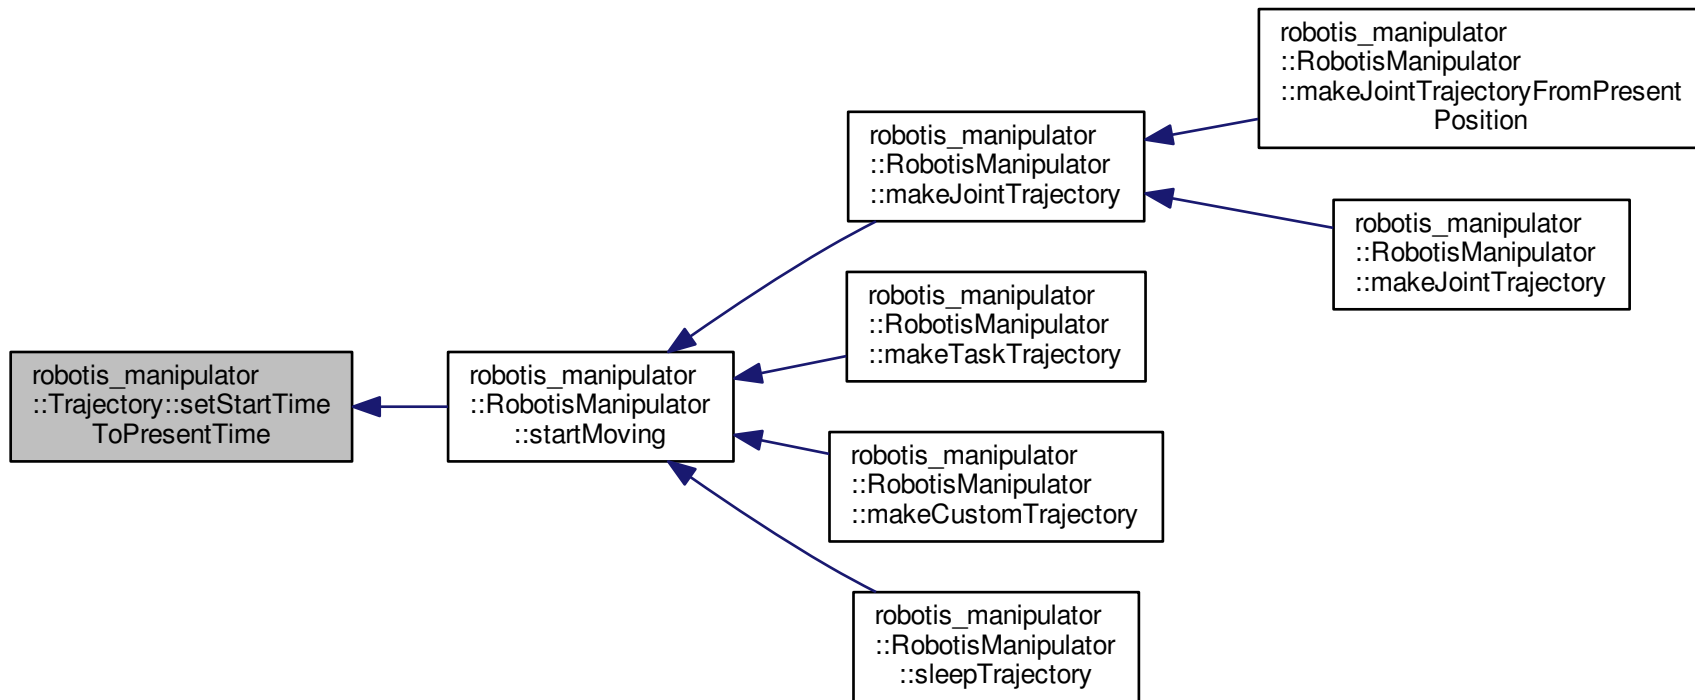 robotis_manipulator
::Trajectory::setStartTime
ToPresentTime
robotis_manipulator
::RobotisManipulator
::startMoving
robotis_manipulator
::RobotisManipulator
::makeJointTrajectory
robotis_manipulator
::RobotisManipulator
::makeJointTrajectoryFromPresent
Position
robotis_manipulator
::RobotisManipulator
::makeJointTrajectory
robotis_manipulator
::RobotisManipulator
::makeTaskTrajectory
robotis_manipulator
::RobotisManipulator
::makeCustomTrajectory
robotis_manipulator
::RobotisManipulator
::sleepTrajectory